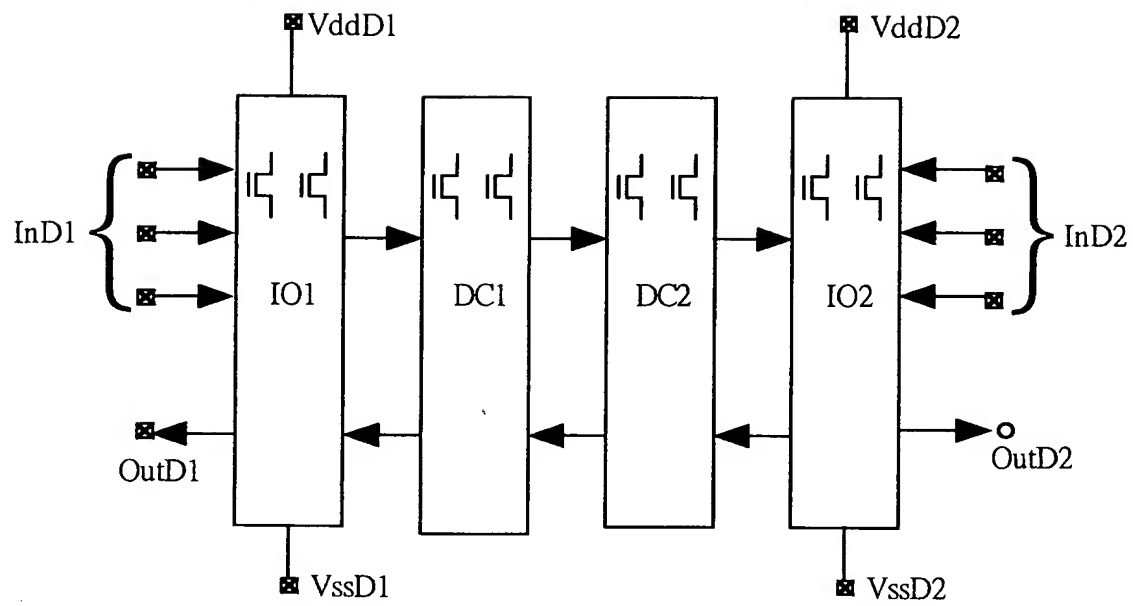 VddD1
VddD2
InD1
InD2
IO1
DC1
DC2
IO2
OutD1
OutD2
VssD1
VssD2